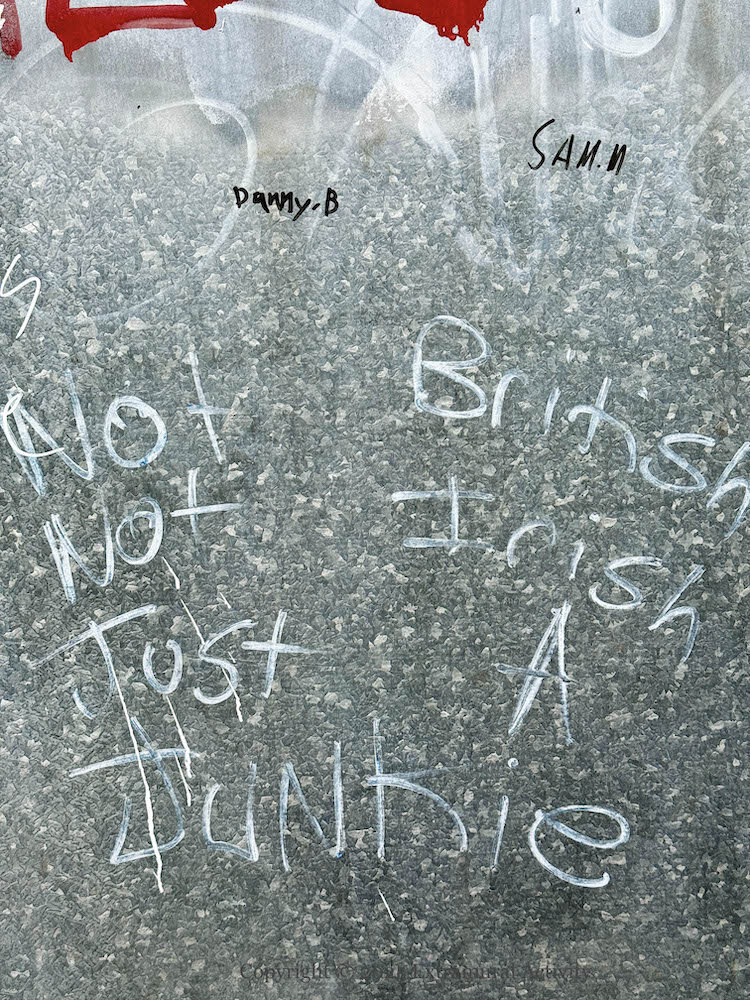 SAM.M
Danny.B
Not British
Not Irish
Just A
Junkie